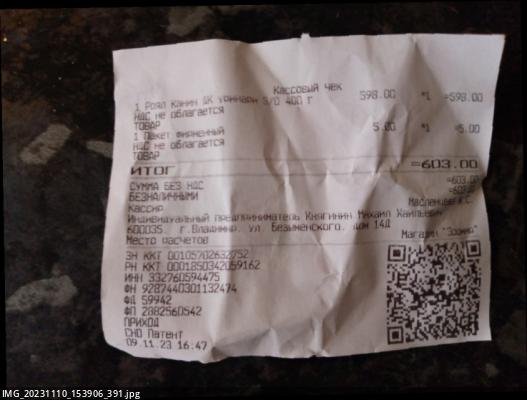 Кассовый чек
1 Роял Канин ДК уринари S/O 400 г 598.00 *1 =598.00
НДС не облагается
ТОВАР
1 Пакет фирменный 5.00 *1 =5.00
НДС не облагается
ТОВАР
ИТОГ =603.00
СУММА БЕЗ НДС =603.00
БЕЗНАЛИЧНЫМИ =603.00
Кассир
Индивидуальный предприниматель Княгинин Михаил
600035, г.Владимир, ул Безыменского, дом 14Д
Место расчетов Магазин
ЗН ККТ 00105702632752
РН ККТ 0001850342059162
ИНН 332760594475
ФН 9287440301132474
ФД 59942
ФП 2882560542
ПРИХОД
СНО Патент
09.11.23 16:47
IMG_20231110_153906_391.jpg